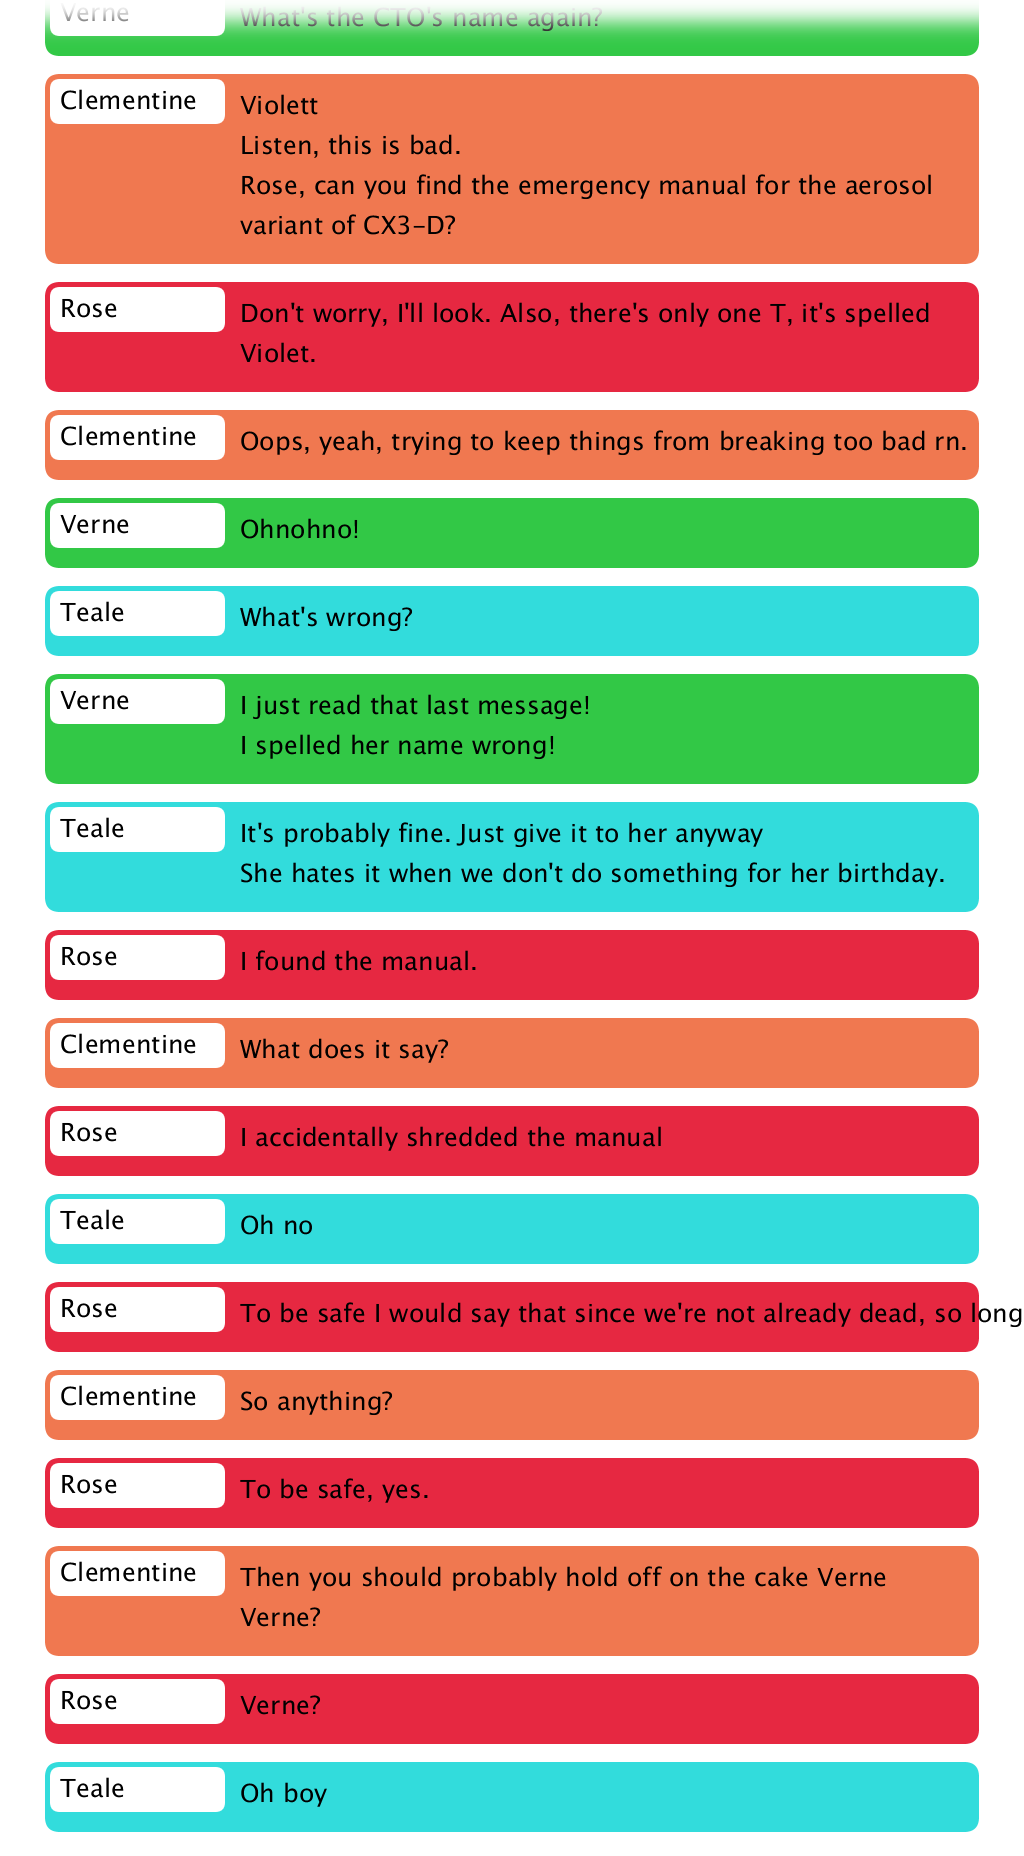 Verne
What's the CTO's name again?
Clementine
Violett
Listen, this is bad.
Rose, can you find the emergency manual for the aerosol
variant of CX3-D?
Rose
Don't worry, I'll look. Also, there's only one T, it's spelled
Violet.
Clementine
Oops, yeah, trying to keep things from breaking too bad rn.
Verne
Ohnohno!
Teale
What's wrong?
Verne
I just read that last message!
I spelled her name wrong!
Teale
It's probably fine. Just give it to her anyway
She hates it when we don't do something for her birthday.
Rose
I found the manual.
Clementine
What does it say?
Rose
I accidentally shredded the manual
Teale
Oh no
Rose
To be safe I would say that since we're not already dead, so long
Clementine
So anything?
Rose
To be safe, yes.
Clementine
Then you should probably hold off on the cake Verne
Verne?
Rose
Verne?
Teale
Oh boy